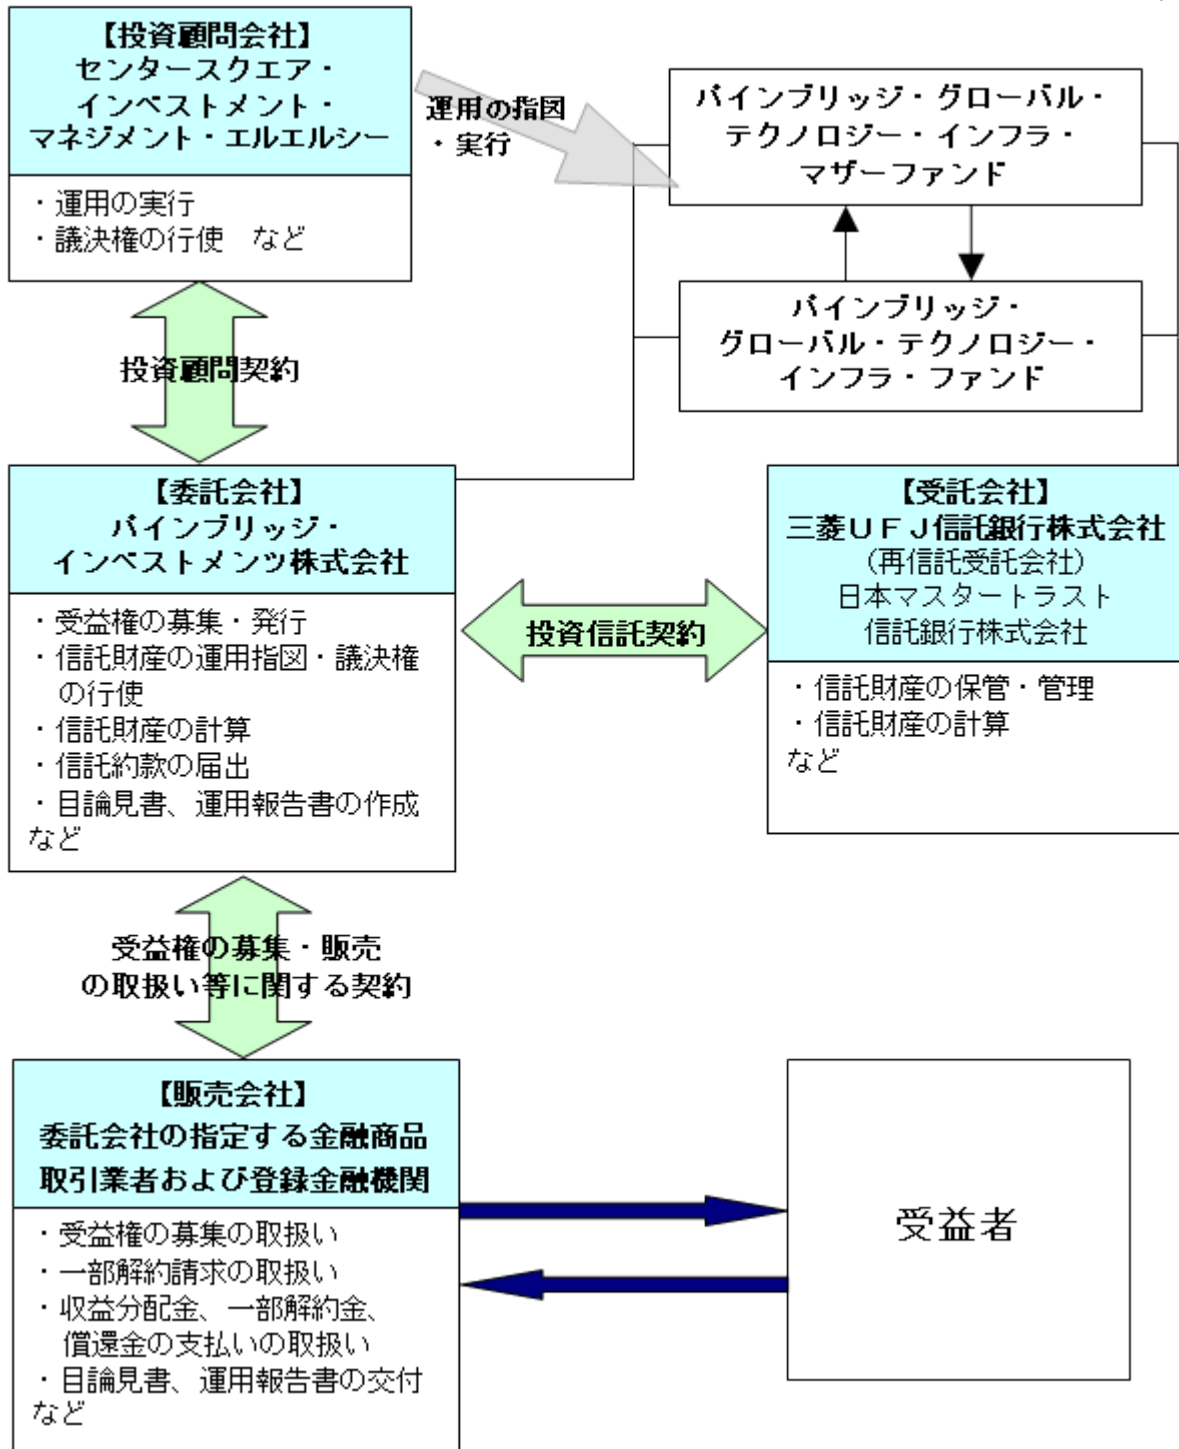 【投資顧問会社】
センタースクエア・
インベストメント・
マネジメント・エルエルシー
・運用の実行
・議決権の行使　など
運用の指図
・実行
パインブリッジ・グローバル・
テクノロジー・インフラ・
マザーファンド
パインブリッジ・
グローバル・テクノロジー・
インフラ・ファンド
投資顧問契約
【委託会社】
パインブリッジ・
インベストメンツ株式会社
・受益権の募集・発行
・信託財産の運用指図・議決権
の行使
・信託財産の計算
・信託約款の届出
・目論見書、運用報告書の作成
など
投資信託契約
【受託会社】
三菱ＵＦＪ信託銀行株式会社
（再信託受託会社）
日本マスタートラスト
信託銀行株式会社
・信託財産の保管・管理
・信託財産の計算
など
受益権の募集・販売
の取扱い等に関する契約
【販売会社】
委託会社の指定する金融商品
取引業者および登録金融機関
・受益権の募集の取扱い
・一部解約請求の取扱い
・収益分配金、一部解約金、
償還金の支払いの取扱い
・目論見書、運用報告書の交付
など
受益者